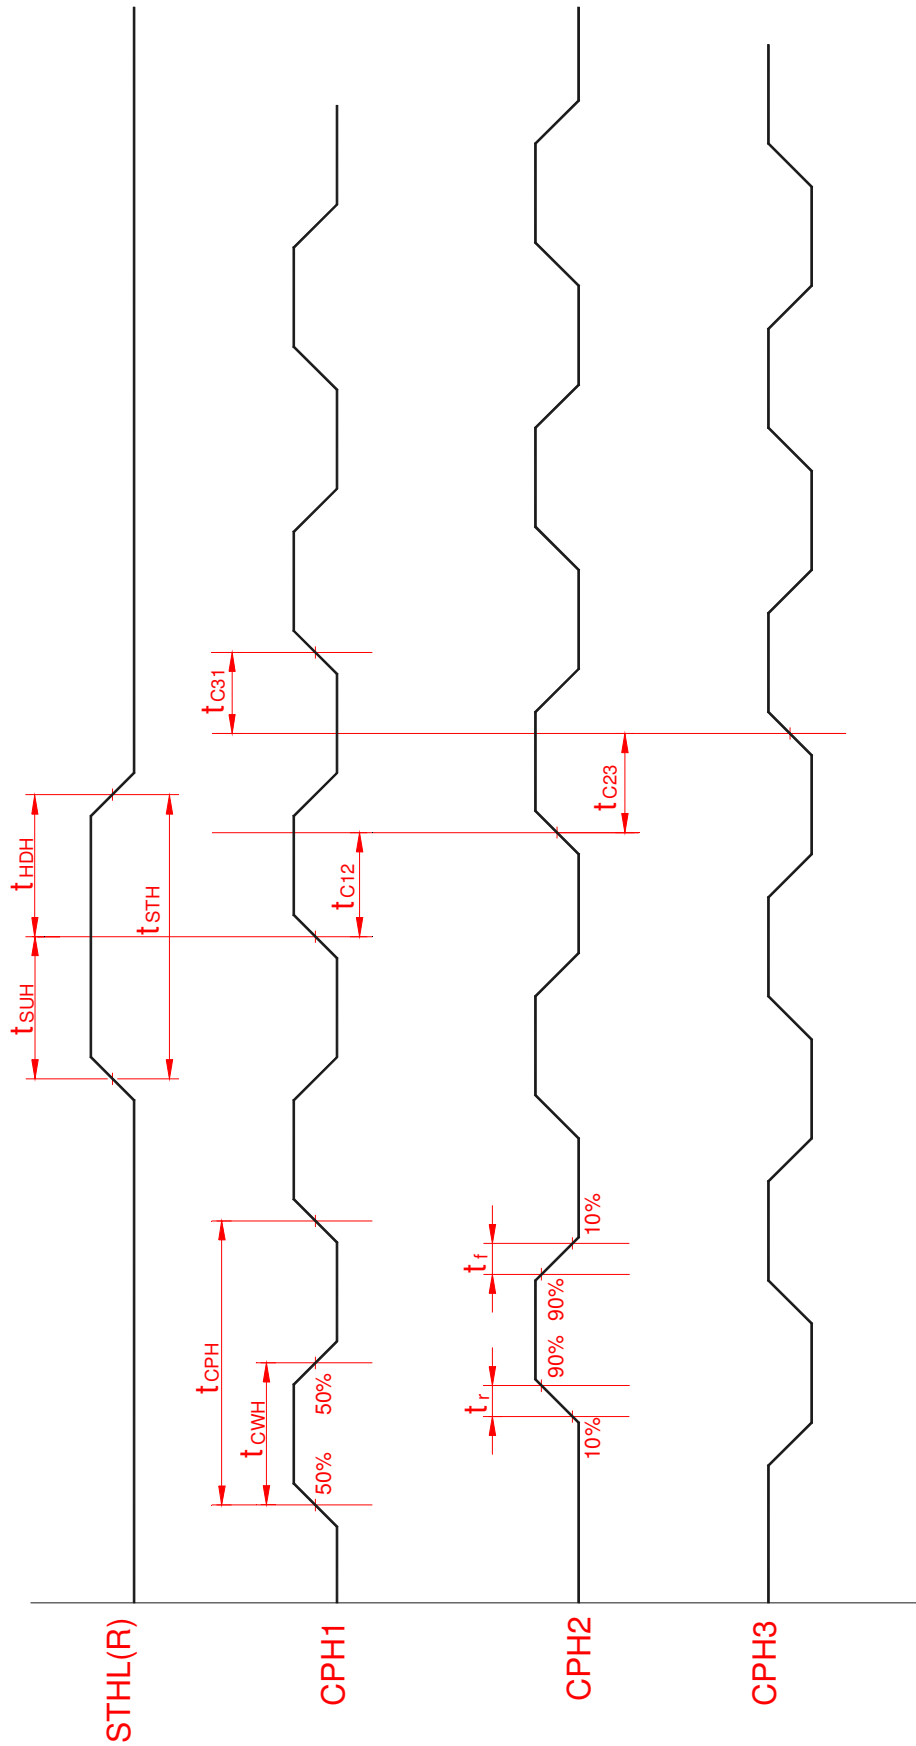 STHL(R)
tSUH
tHDH
tSTH
CPH1
tCPH
tCWH
50%
50%
tC12
tC31
CPH2
tr
tf
10%
90%
90%
10%
tC23
CPH3